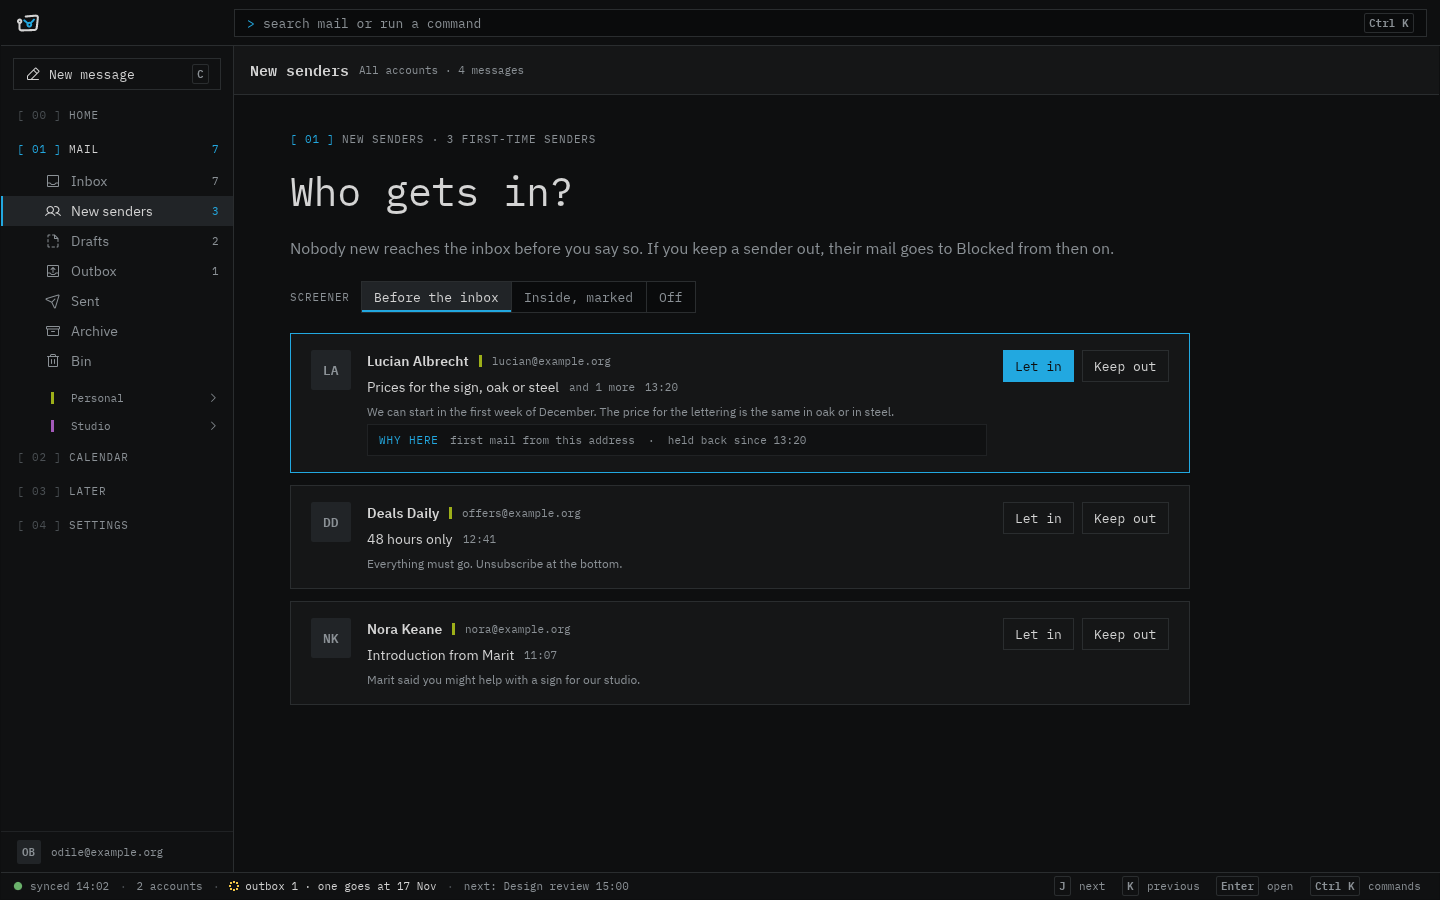 > search mail or run a command Ctrl K
New message C
New senders All accounts · 4 messages
[ 00 ] HOME
[ 01 ] MAIL 7
Inbox 7
New senders 3
Drafts 2
Outbox 1
Sent
Archive
Bin
Personal
Studio
[ 02 ] CALENDAR
[ 03 ] LATER
[ 04 ] SETTINGS
OB odile@example.org
[ 01 ] NEW SENDERS · 3 FIRST-TIME SENDERS
Who gets in?
Nobody new reaches the inbox before you say so. If you keep a sender out, their mail goes to Blocked from then on.
SCREENER Before the inbox Inside, marked Off
LA Lucian Albrecht lucian@example.org Let in Keep out
Prices for the sign, oak or steel and 1 more 13:20
We can start in the first week of December. The price for the lettering is the same in oak or in steel.
WHY HERE first mail from this address · held back since 13:20
DD Deals Daily offers@example.org Let in Keep out
48 hours only 12:41
Everything must go. Unsubscribe at the bottom.
NK Nora Keane nora@example.org Let in Keep out
Introduction from Marit 11:07
Marit said you might help with a sign for our studio.
synced 14:02 · 2 accounts · outbox 1 · one goes at 17 Nov · next: Design review 15:00 J next K previous Enter open Ctrl K commands